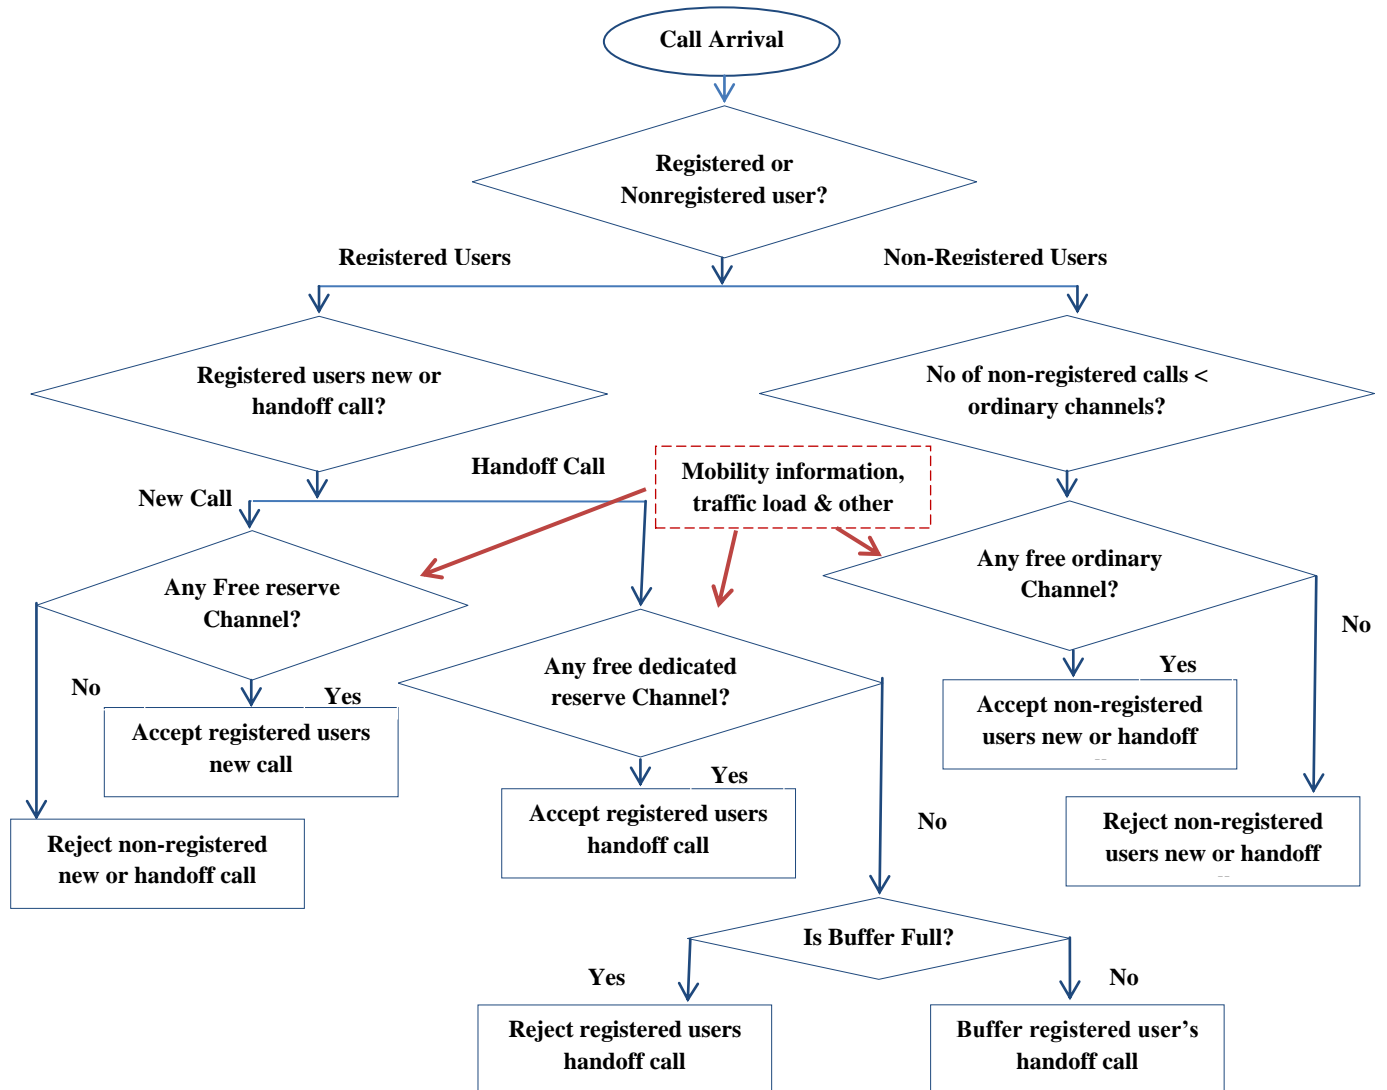 Call Arrival
Registered or
Nonregistered user?
Registered Users
Non-Registered Users
Registered users new or
handoff call?
No of non-registered calls <
ordinary channels?
Handoff Call
Mobility information,
traffic load & other
New Call
Any Free reserve
Channel?
Any free ordinary
Channel?
No
Any free dedicated
reserve Channel?
Yes
No
Yes
Accept registered users
new call
Accept non-registered
users new or handoff
Yes
Accept registered users
handoff call
No
Reject non-registered
users new or handoff
Reject non-registered
new or handoff call
Is Buffer Full?
Yes
No
Reject registered users
handoff call
Buffer registered user’s
handoff call